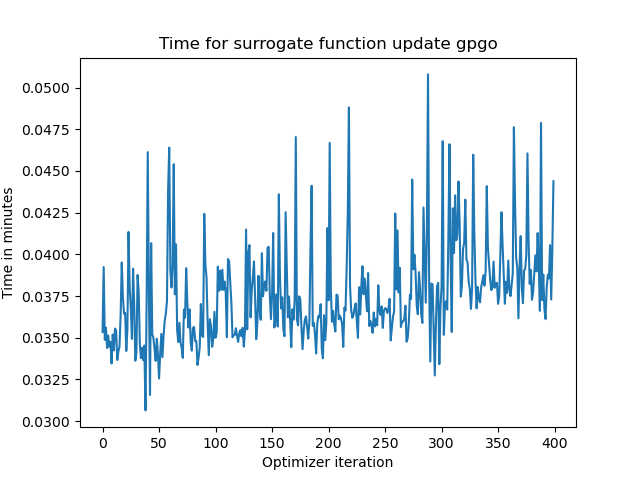 Time for surrogate function update gpgo
Time in minutes
0.0500
0.0475
0.0450
0.0425
0.0400
0.0375
0.0350
0.0325
0.0300
0 50 100 150 200 250 300 350 400
Optimizer iteration